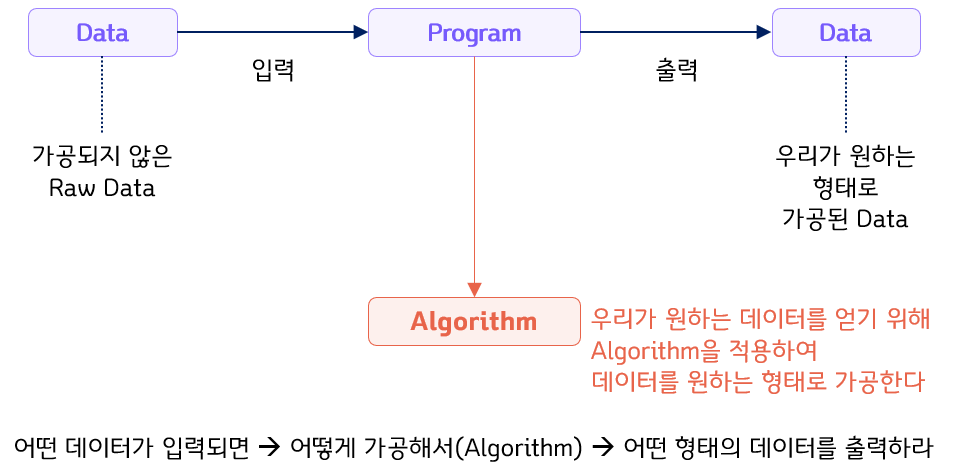 Data
Program
Data
입력
출력
가공되지 않은
Raw Data
우리가 원하는
형태로
가공된 Data
Algorithm
우리가 원하는 데이터를 얻기 위해
Algorithm을 적용하여
데이터를 원하는 형태로 가공한다
어떤 데이터가 입력되면 → 어떻게 가공해서(Algorithm) → 어떤 형태의 데이터를 출력하라